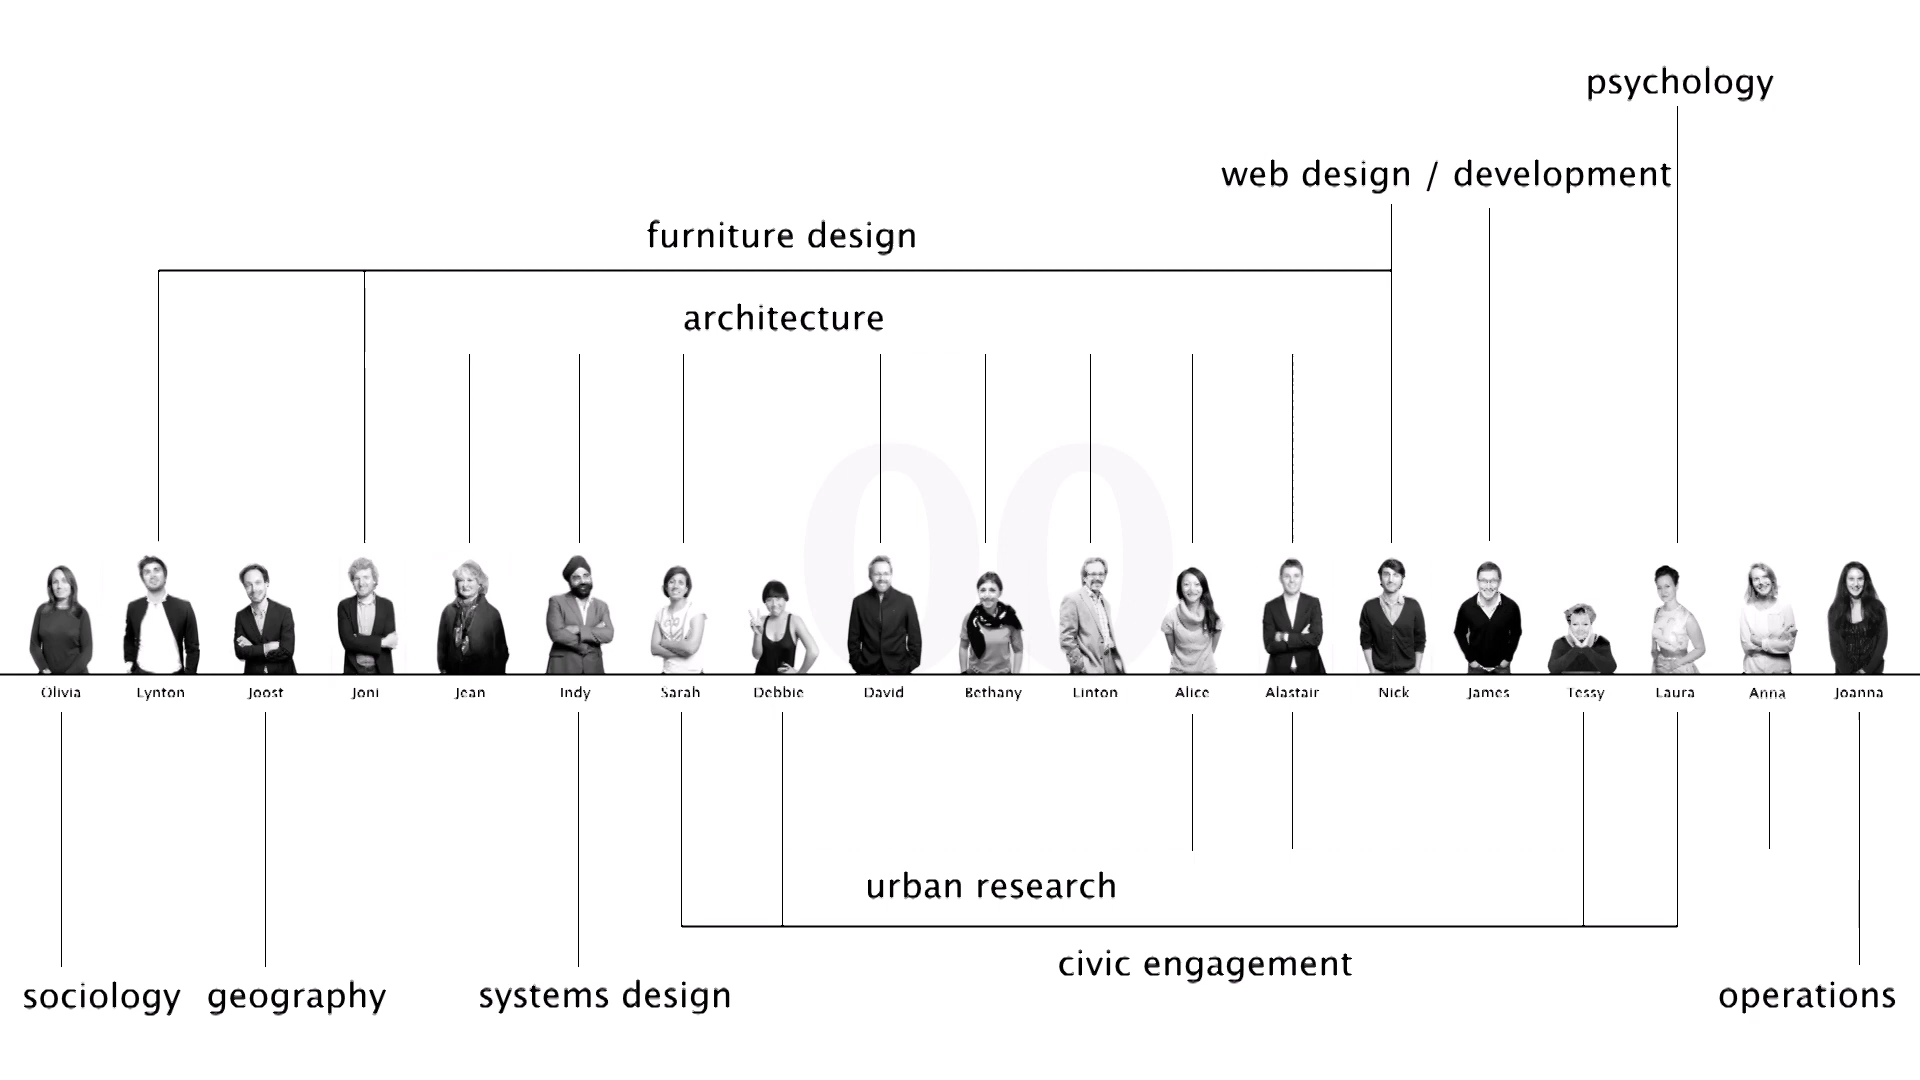 psychology
web design / development
furniture design
architecture
00
Olivia Lynton Joost Joni Jean Indy Sarah Debbie David Bethany Linton Alice Alastair Nick James Tessy Laura Anna Joanna
urban research
civic engagement
sociology geography systems design operations